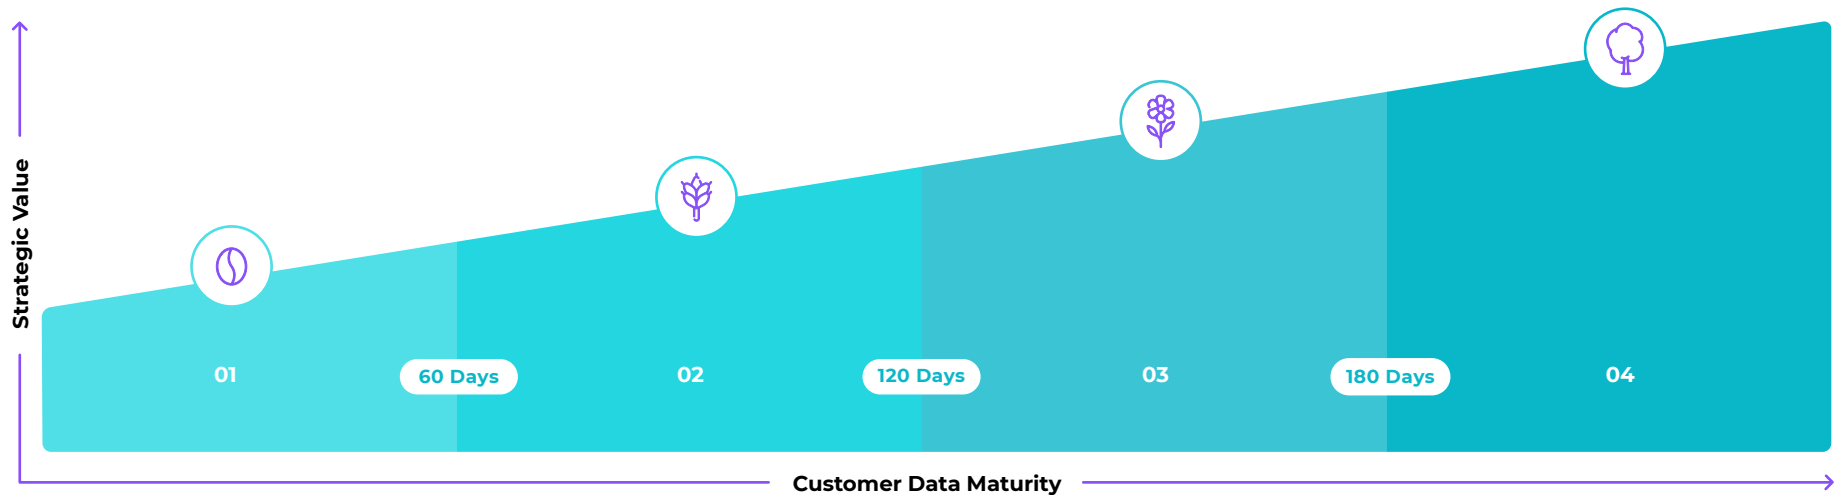 Strategic Value
01
60 Days
02
120 Days
03
180 Days
04
Customer Data Maturity